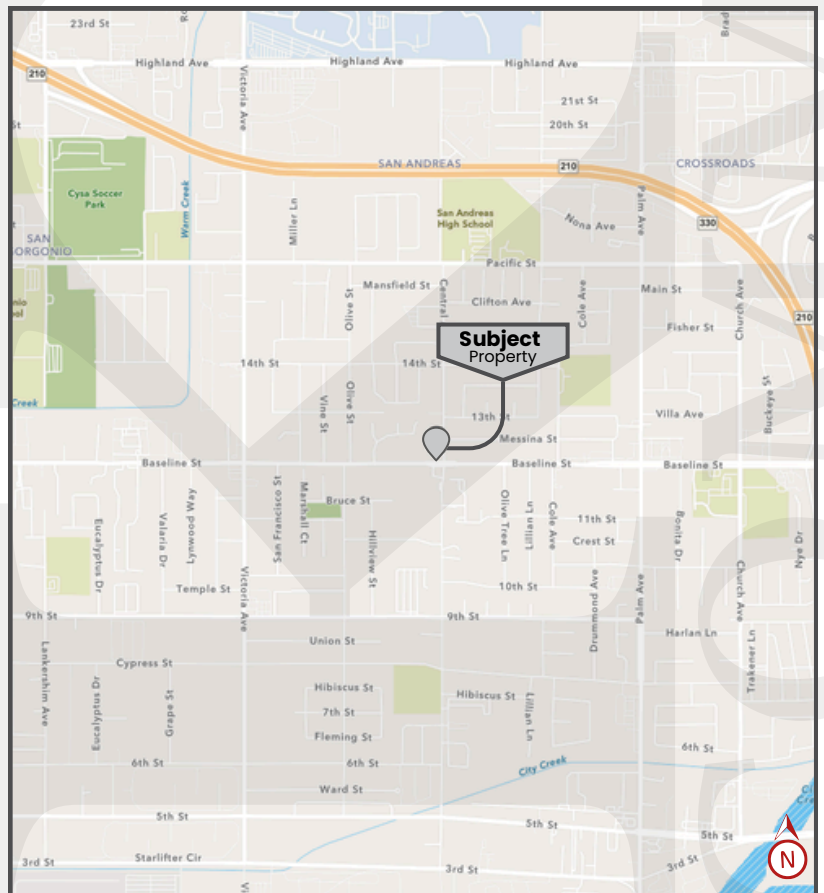 23rd St
Highland Ave
Highland Ave
Highland Ave
210
Victoria Ave
21st St
20th St
SAN ANDREAS
210
CROSSROADS
Cysa Soccer
Park
Warm Creek
Miller Ln
San Andreas
High School
Nona Ave
Palm Ave
330
SAN
ORGONIO
Pacific St
Mansfield St
Central
Clifton Ave
Cole Ave
Main St
Church Ave
Olive St
Fisher St
210
Subject
Property
14th St
14th St
Creek
Vine St
Olive St
13th St
Villa Ave
Buckeye St
Messina St
Baseline St
Baseline St
Baseline St
Eucalyptus Dr
Valaria Dr
Lynwood Way
San Francisco St
Marshall Ct
Bruce St
Hillview St
Olive Tree Ln
Lillian Ln
Cole Ave
11th St
Crest St
Bonita Dr
Nye Dr
Temple St
Victoria Ave
10th St
Drummond Ave
Palm Ave
Church Ave
9th St
9th St
Harlan Ln
Trakener Ln
Union St
Lankershim Ave
Cypress St
Eucalyptus Dr
Grape St
Hibiscus St
Hibiscus St
Lillian Ln
7th St
Fleming St
6th St
6th St
6th St
City Creek
Ward St
5th St
5th St
5th St
3rd St
Starlifter Cir
3rd St
3rd St
N